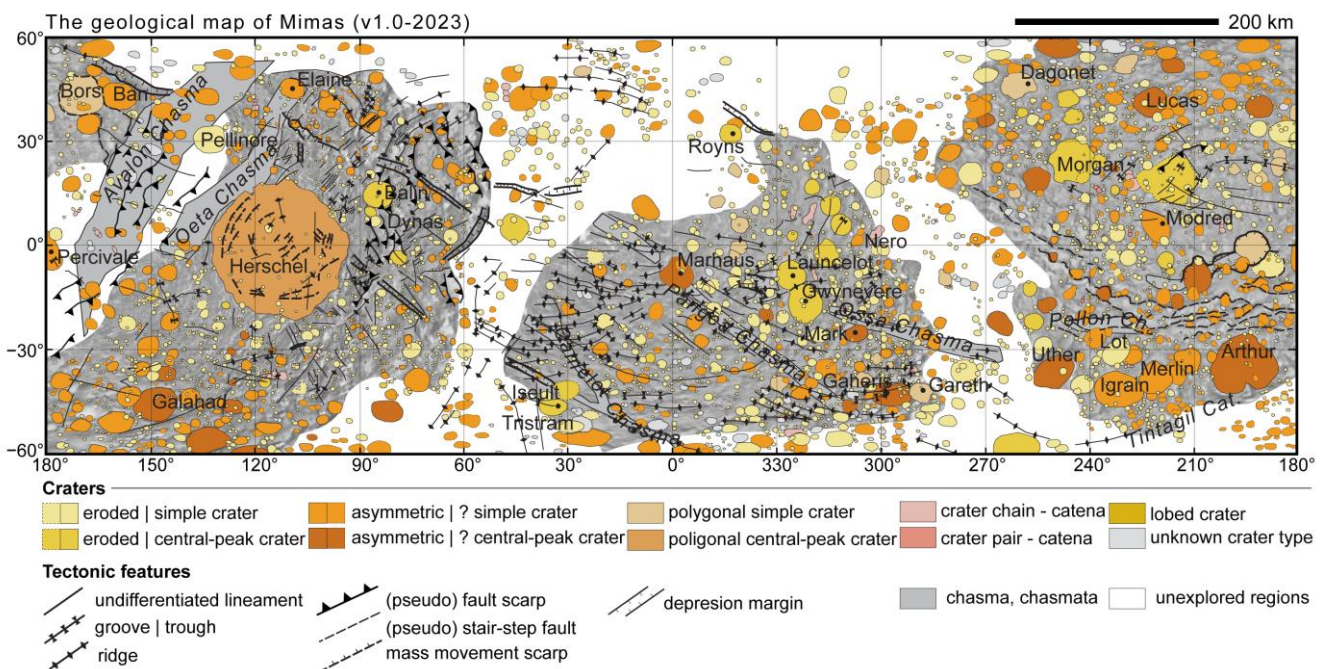 The geological map of Mimas (v1.0-2023)
200 km
60°
30°
0°
−30°
−60°
Bors
Ban
Avalon Chasma
Elaine
Pellinore
Oeta Chasma
Balin
Dynas
Percivale
Herschel
Galahad
Royns
Marhaus
Nero
Launcelot
Gwynevere
Ossa Chasma
Pangea Chasma
Mark
Camelot Chasma
Iseult
Tristram
Gaheris
Gareth
Dagonet
Lucas
Morgan
Modred
Pelion Ch.
Uther
Lot
Merlin
Igrain
Arthur
Tintagil Cat.
180 150 120 90 60 30 0° 330 300 270 240 210 180°
Craters
eroded | simple crater
asymmetric | ? simple crater
polygonal simple crater
crater chain - catena
lobed crater
eroded | central-peak crater
asymmetric | ? central-peak crater
poligonal central-peak crater
crater pair - catena
unknown crater type
Tectonic features
undifferentiated lineament
(pseudo) fault scarp
depresion margin
chasma, chasmata
unexplored regions
groove | trough
(pseudo) stair-step fault
ridge
mass movement scarp